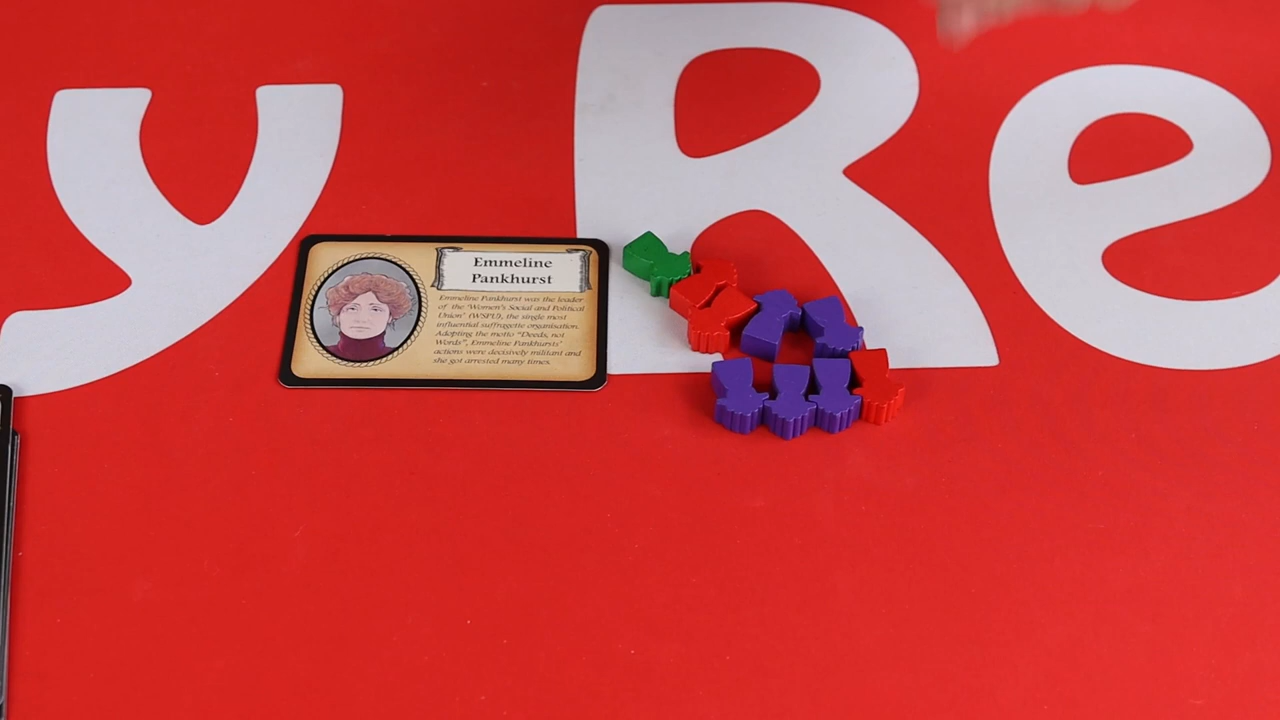 y Re
Emmeline
Pankhurst
Emmeline Pankhurst was the leader
of the "Women's Social and Political
Union" (WSPU), the single most
influential suffragette organisation.
Adopting the motto "Deeds, not
Words", Emmeline Pankhursts'
actions were decisively militant and
she got arrested many times.